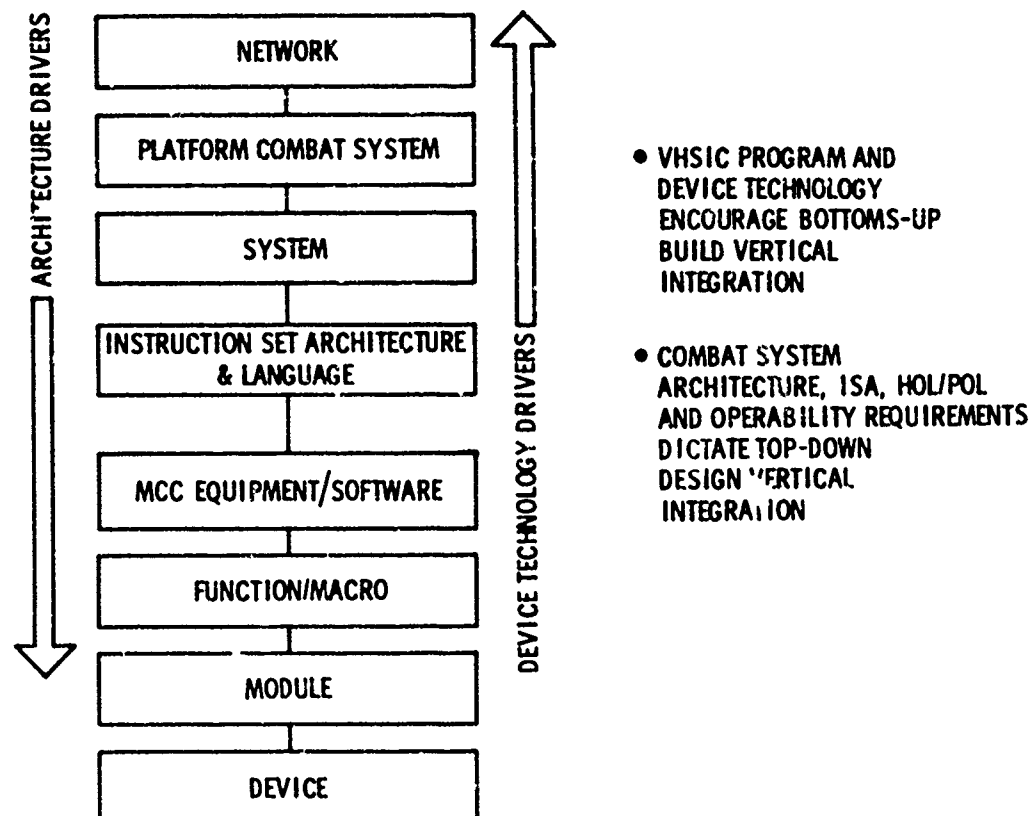 ARCHITECTURE DRIVERS
NETWORK
PLATFORM COMBAT SYSTEM
SYSTEM
INSTRUCTION SET ARCHITECTURE
& LANGUAGE
MCC EQUIPMENT/SOFTWARE
FUNCTION/MACRO
MODULE
DEVICE
DEVICE TECHNOLOGY DRIVERS
• VHSIC PROGRAM AND
DEVICE TECHNOLOGY
ENCOURAGE BOTTOMS-UP
BUILD VERTICAL
INTEGRATION
• COMBAT SYSTEM
ARCHITECTURE, ISA, HOL/POL
AND OPERABILITY REQUIREMENTS
DICTATE TOP-DOWN
DESIGN VERTICAL
INTEGRATION